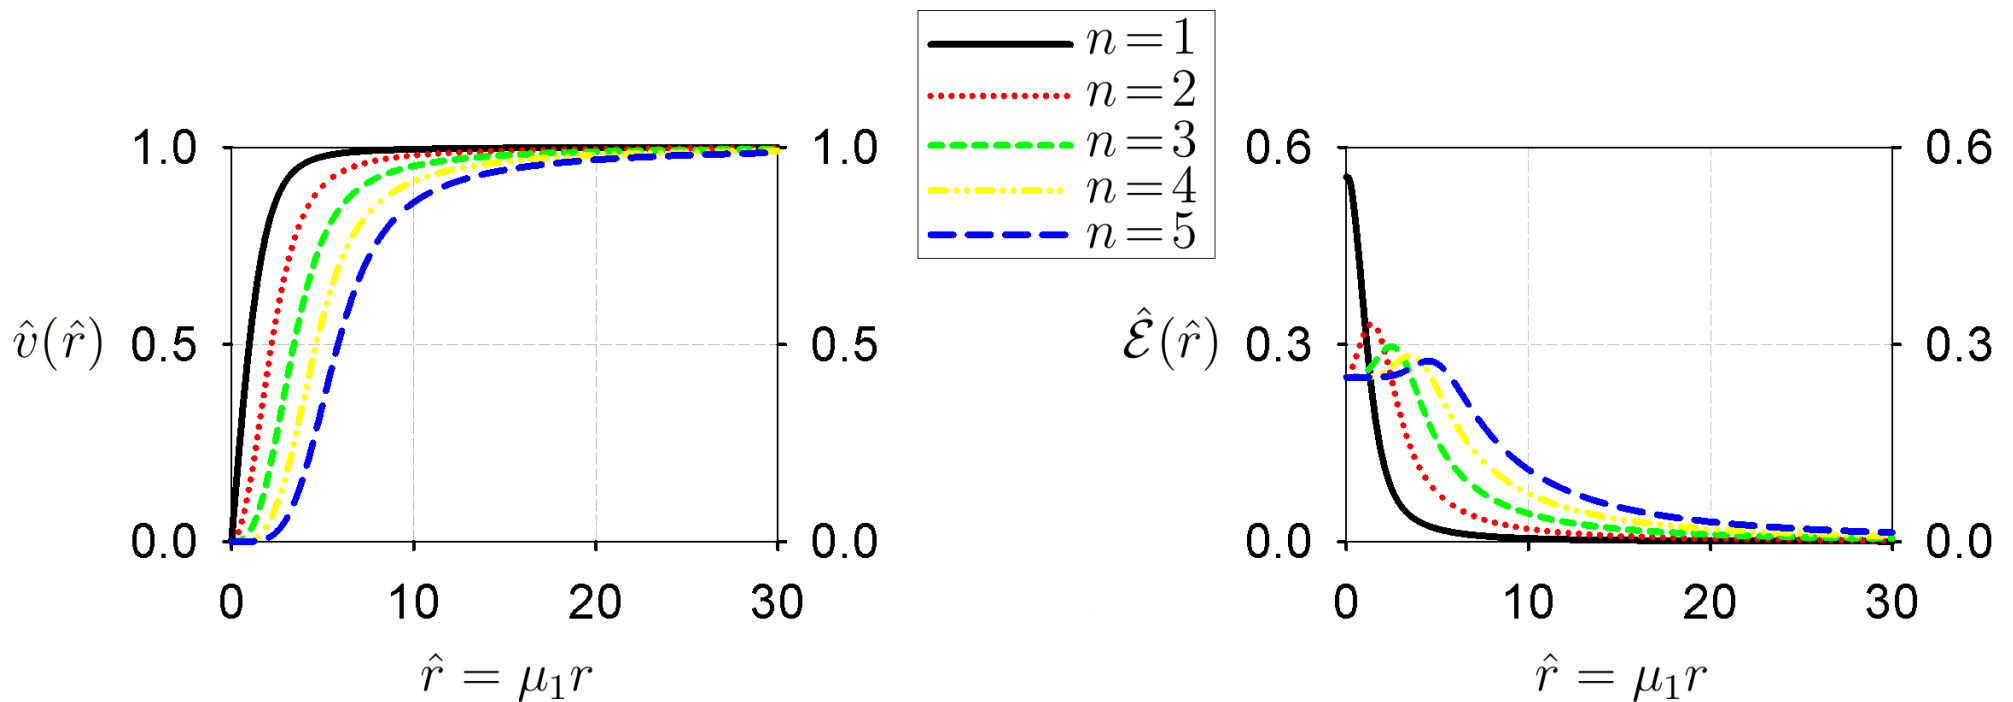 n = 1
n = 2
n = 3
n = 4
n = 5
1.0 1.0
v̂(r̂) 0.5 0.5
0.0 0.0
0 10 20 30
r̂ = μ₁r
0.6 0.6
ℰ̂(r̂) 0.3 0.3
0.0 0.0
0 10 20 30
r̂ = μ₁r